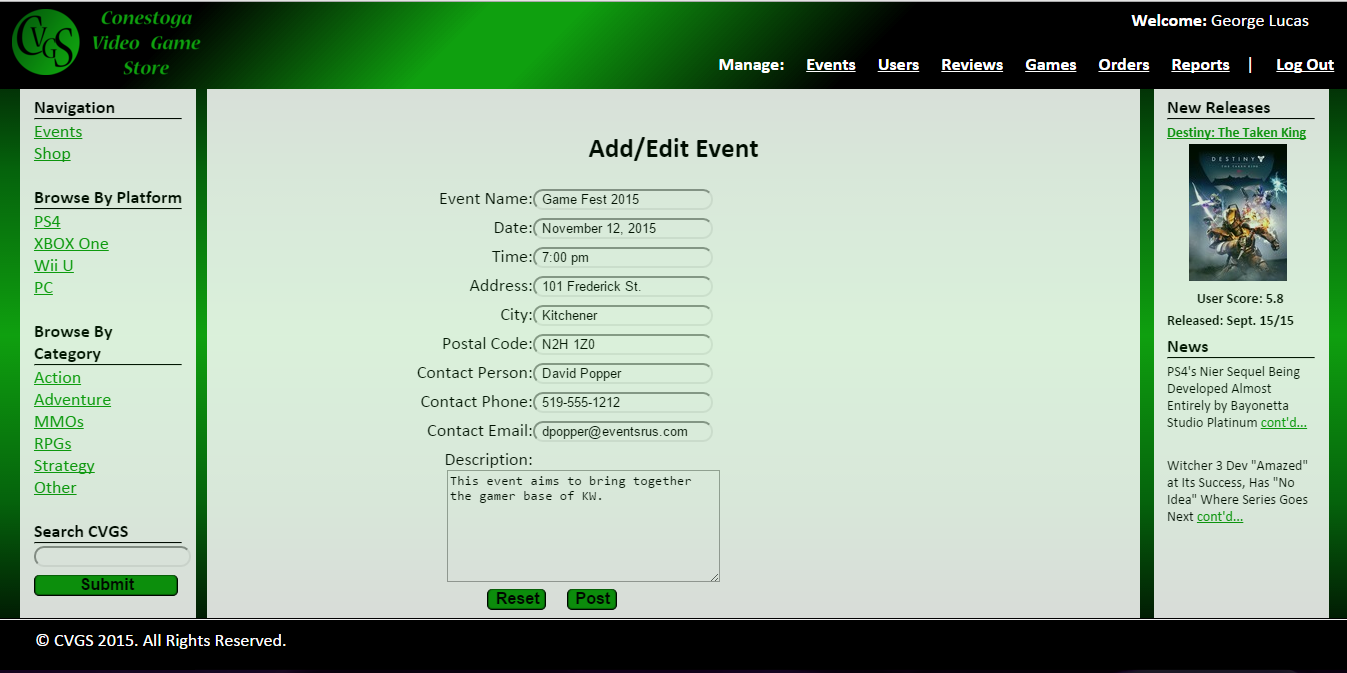 CVGS
Conestoga
Video Game
Store
Welcome: George Lucas
Manage: Events Users Reviews Games Orders Reports | Log Out
Navigation
Events
Shop
Browse By Platform
PS4
XBOX One
Wii U
PC
Browse By
Category
Action
Adventure
MMOs
RPGs
Strategy
Other
Search CVGS
Submit
Add/Edit Event
Event Name: Game Fest 2015
Date: November 12, 2015
Time: 7:00 pm
Address: 101 Frederick St.
City: Kitchener
Postal Code: N2H 1Z0
Contact Person: David Popper
Contact Phone: 519-555-1212
Contact Email: dpopper@eventsrus.com
Description:
This event aims to bring together
the gamer base of KW.
Reset Post
New Releases
Destiny: The Taken King
DESTINY
THE TAKEN KING
User Score: 5.8
Released: Sept. 15/15
News
PS4's Nier Sequel Being
Developed Almost
Entirely by Bayonetta
Studio Platinum cont'd...
Witcher 3 Dev "Amazed"
at Its Success, Has "No
Idea" Where Series Goes
Next cont'd...
© CVGS 2015. All Rights Reserved.